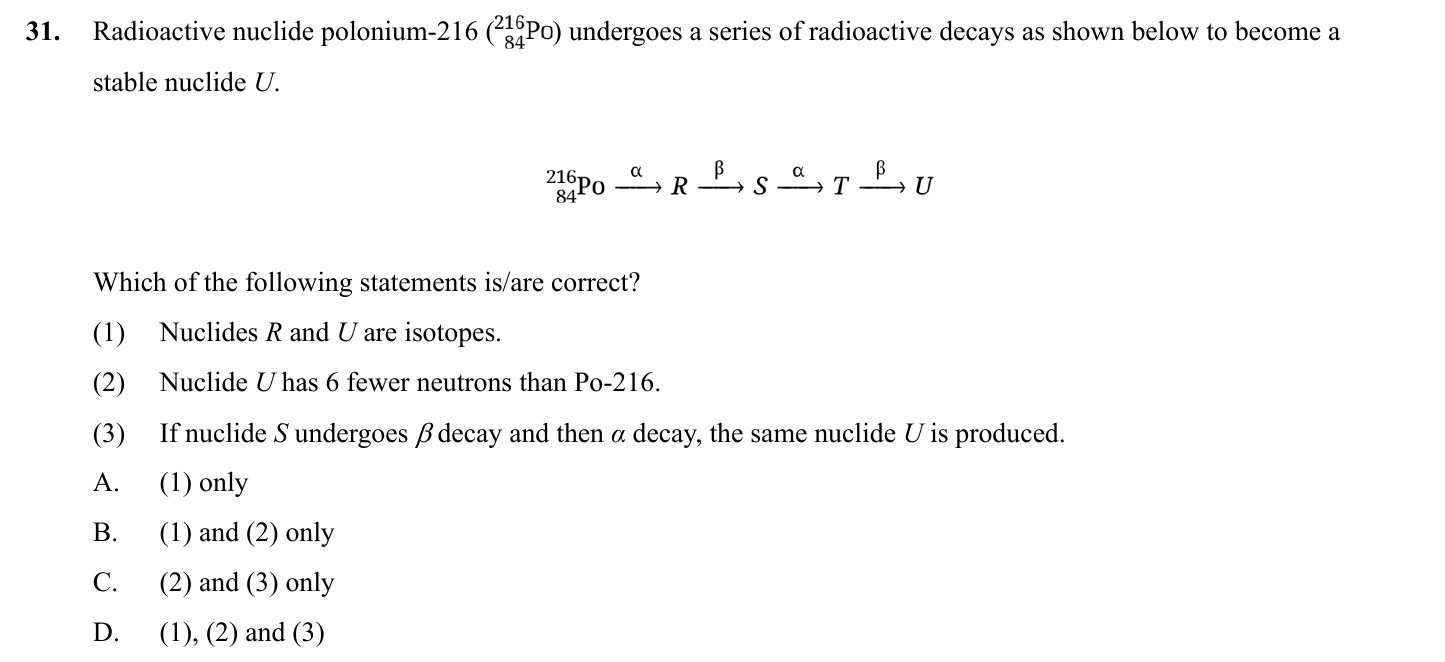 31. Radioactive nuclide polonium-216 (²¹⁶₈₄Po) undergoes a series of radioactive decays as shown below to become a
stable nuclide U.
²¹⁶₈₄Po —α→ R —β→ S —α→ T —β→ U
Which of the following statements is/are correct?
(1) Nuclides R and U are isotopes.
(2) Nuclide U has 6 fewer neutrons than Po-216.
(3) If nuclide S undergoes β decay and then α decay, the same nuclide U is produced.
A. (1) only
B. (1) and (2) only
C. (2) and (3) only
D. (1), (2) and (3)